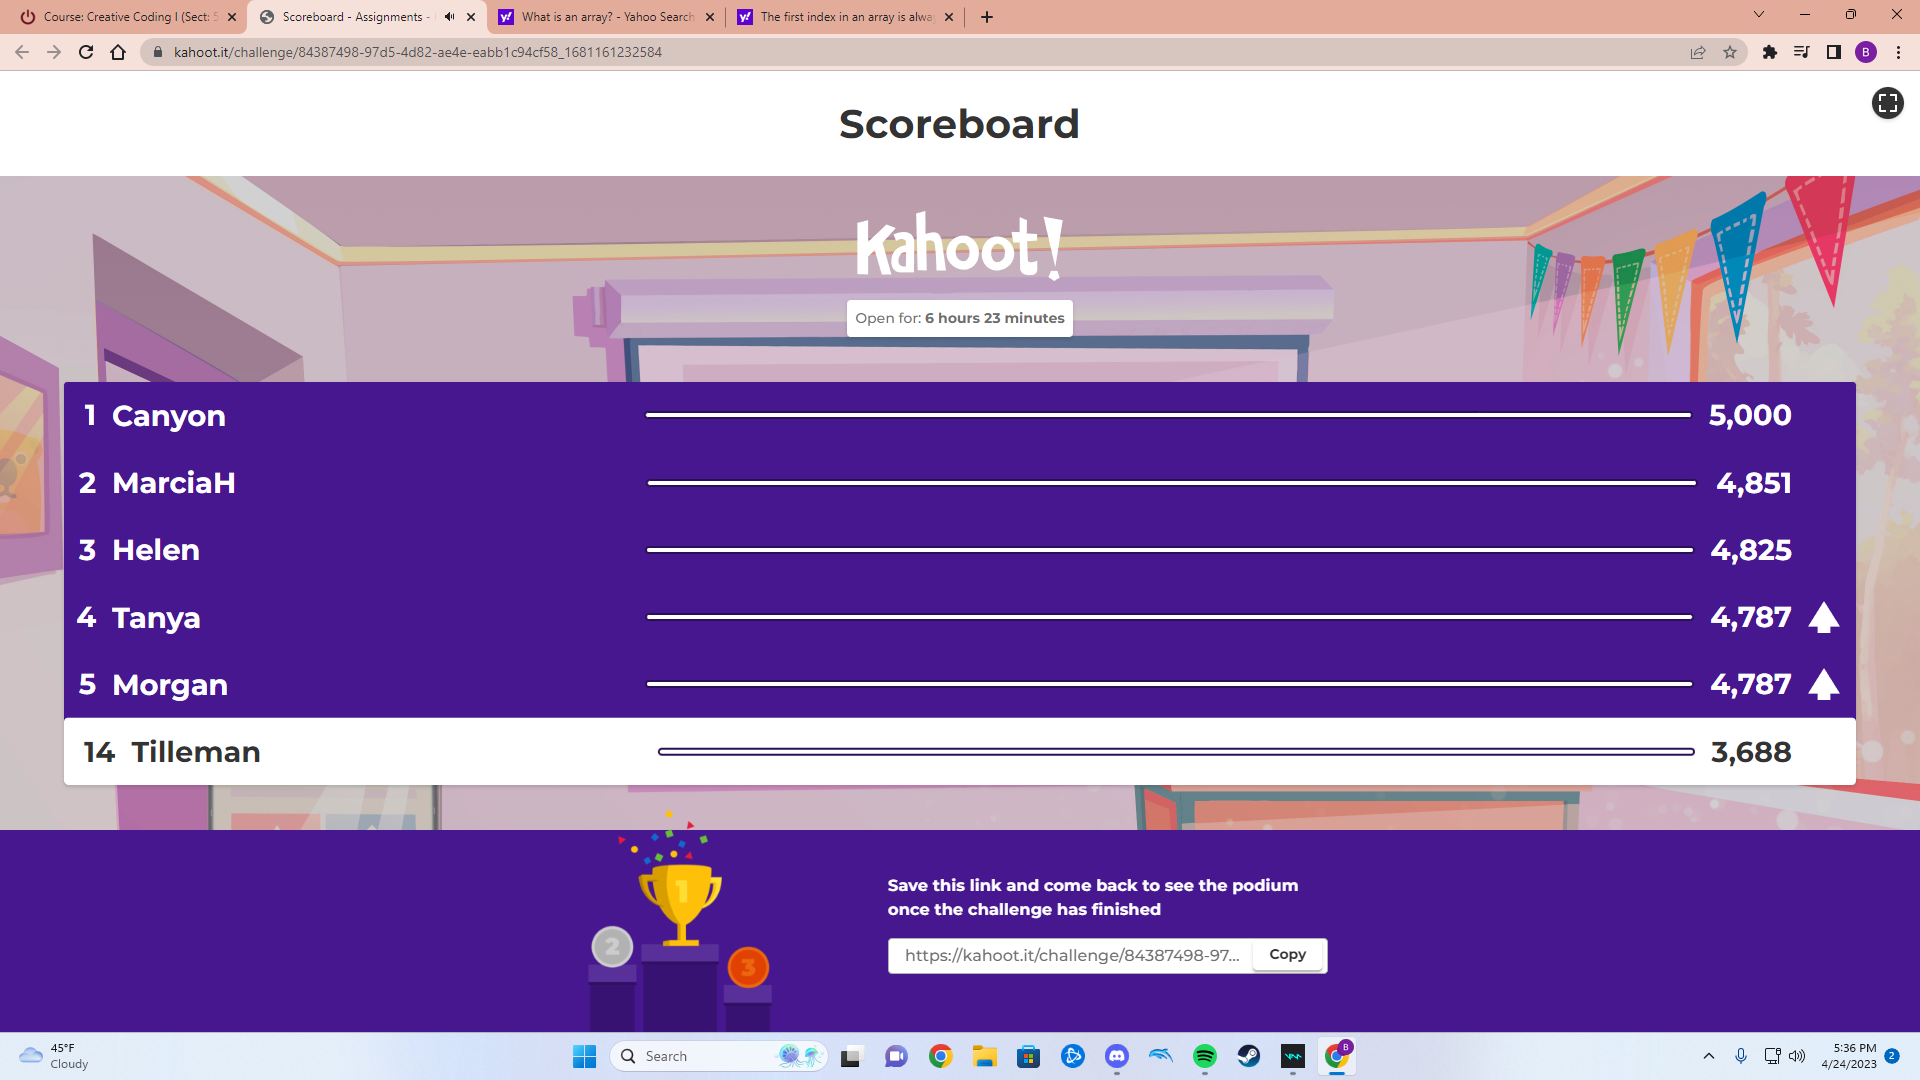 Course: Creative Coding I (Sect: 5
Scoreboard - Assignments -
What is an array? - Yahoo Search
The first index in an array is alwa
kahoot.it/challenge/84387498-97d5-4d82-ae4e-eabb1c94cf58_1681161232584
B
Scoreboard
Kahoot!
Open for: 6 hours 23 minutes
1 Canyon 5,000
2 MarciaH 4,851
3 Helen 4,825
4 Tanya 4,787
5 Morgan 4,787
14 Tilleman 3,688
1
2
3
Save this link and come back to see the podium
once the challenge has finished
https://kahoot.it/challenge/84387498-97... Copy
45°F
Cloudy
Search
B
5:36 PM
4/24/2023
2